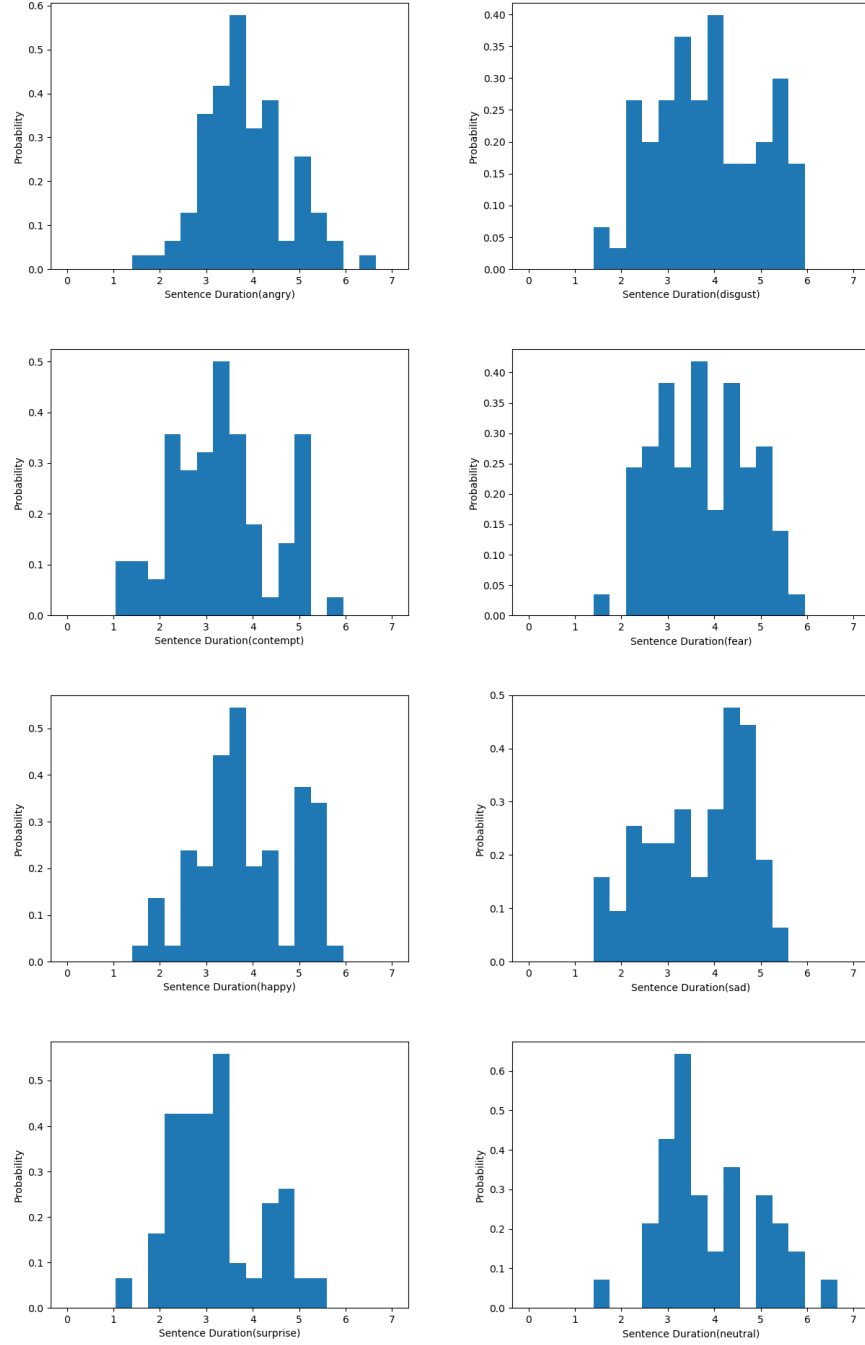 0.6
0.5
0.4
0.3
0.2
0.1
0.0
Probability
0 1 2 3 4 5 6 7
Sentence Duration(angry)
0.40
0.35
0.30
0.25
0.20
0.15
0.10
0.05
0.00
Probability
0 1 2 3 4 5 6 7
Sentence Duration(disgust)
0.5
0.4
0.3
0.2
0.1
0.0
Probability
0 1 2 3 4 5 6 7
Sentence Duration(contempt)
0.40
0.35
0.30
0.25
0.20
0.15
0.10
0.05
0.00
Probability
0 1 2 3 4 5 6 7
Sentence Duration(fear)
0.5
0.4
0.3
0.2
0.1
0.0
Probability
0 1 2 3 4 5 6 7
Sentence Duration(happy)
0.5
0.4
0.3
0.2
0.1
0.0
Probability
0 1 2 3 4 5 6 7
Sentence Duration(sad)
0.5
0.4
0.3
0.2
0.1
0.0
Probability
0 1 2 3 4 5 6 7
Sentence Duration(surprise)
0.6
0.5
0.4
0.3
0.2
0.1
0.0
Probability
0 1 2 3 4 5 6 7
Sentence Duration(neutral)